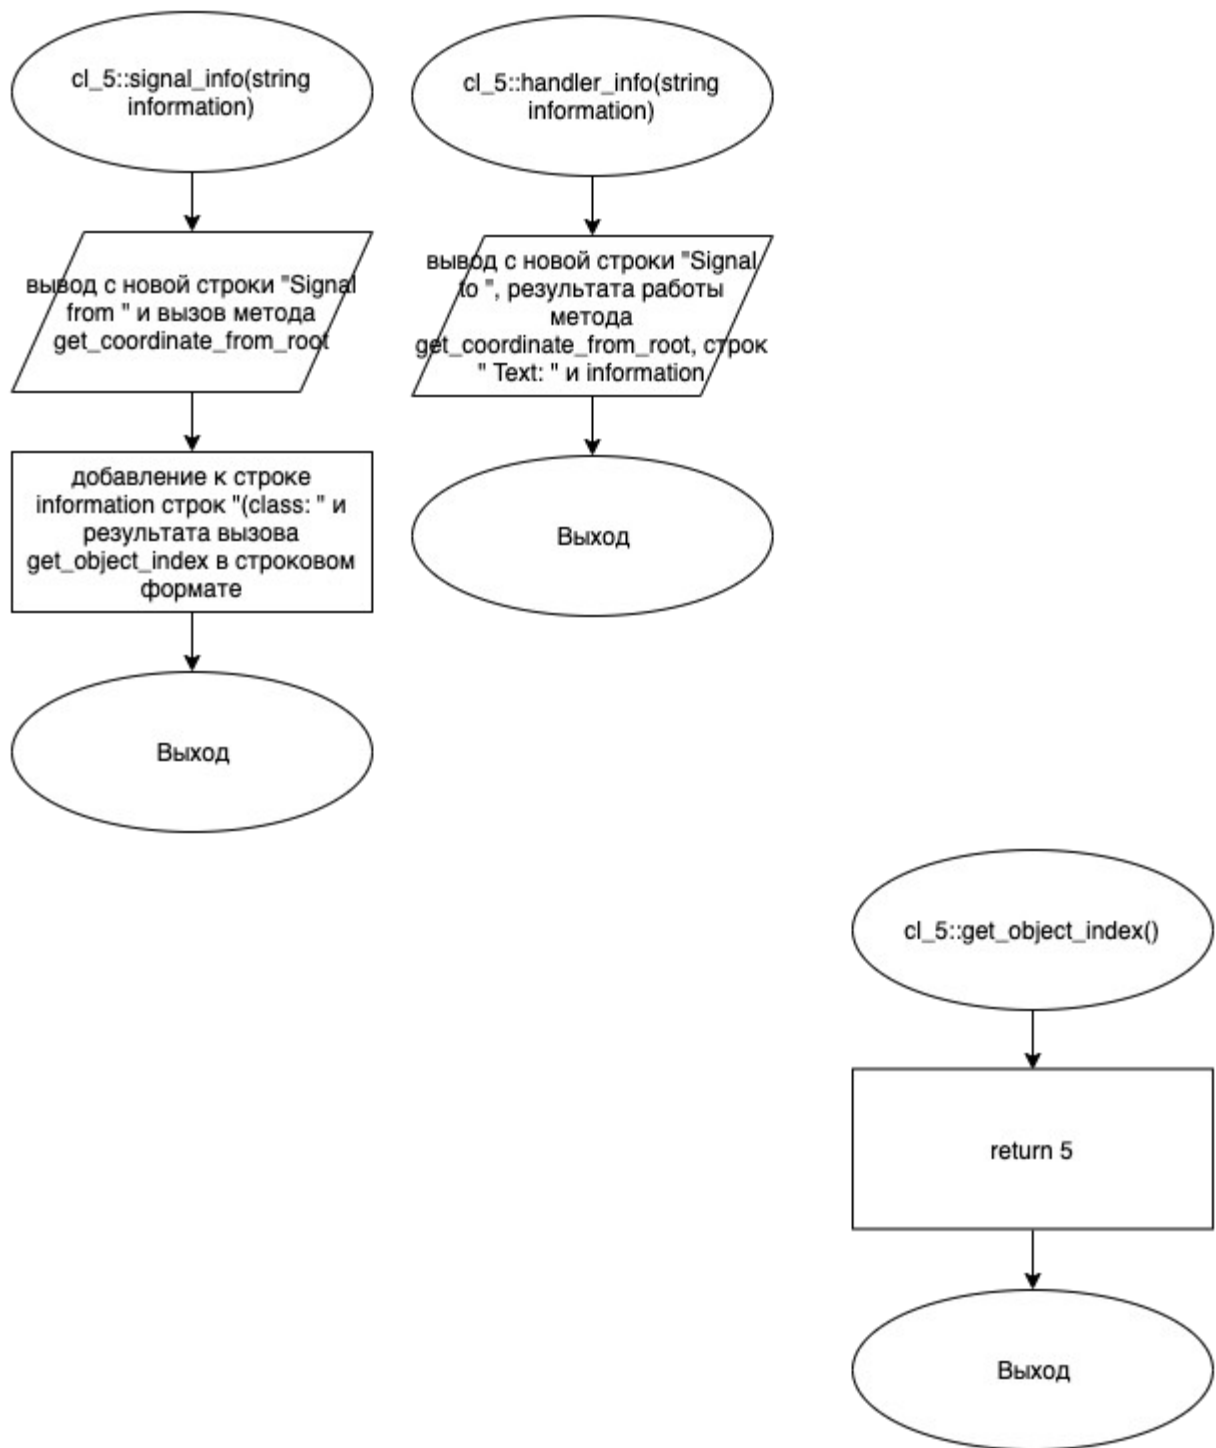 cl_5::signal_info(string
information)
вывод с новой строки "Signal
from " и вызов метода
get_coordinate_from_root
добавление к строке
information строк "(class: " и
результата вызова
get_object_index в строковом
формате
Выход
cl_5::handler_info(string
information)
вывод с новой строки "Signal
to ", результата работы
метода
get_coordinate_from_root, строк
" Text: " и information
Выход
cl_5::get_object_index()
return 5
Выход